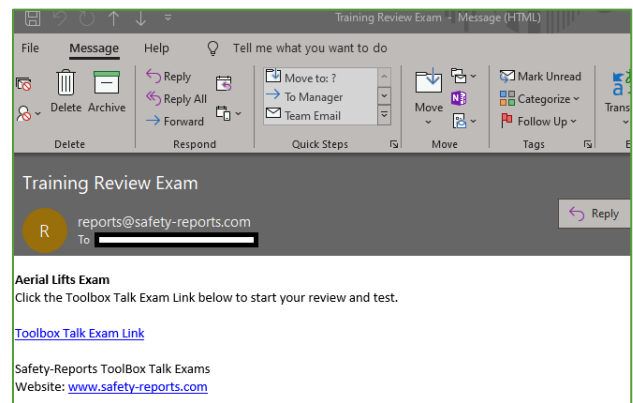 Training Review Exam - Message (HTML)
File Message Help Tell me what you want to do
Delete Archive
Reply
Reply All
Forward
Move to: ?
To Manager
Team Email
Move
Mark Unread
Categorize
Follow Up
Trans
Delete Respond Quick Steps Move Tags
Training Review Exam
R
reports@safety-reports.com
To
Reply
Aerial Lifts Exam
Click the Toolbox Talk Exam Link below to start your review and test.
Toolbox Talk Exam Link
Safety-Reports ToolBox Talk Exams
Website: www.safety-reports.com